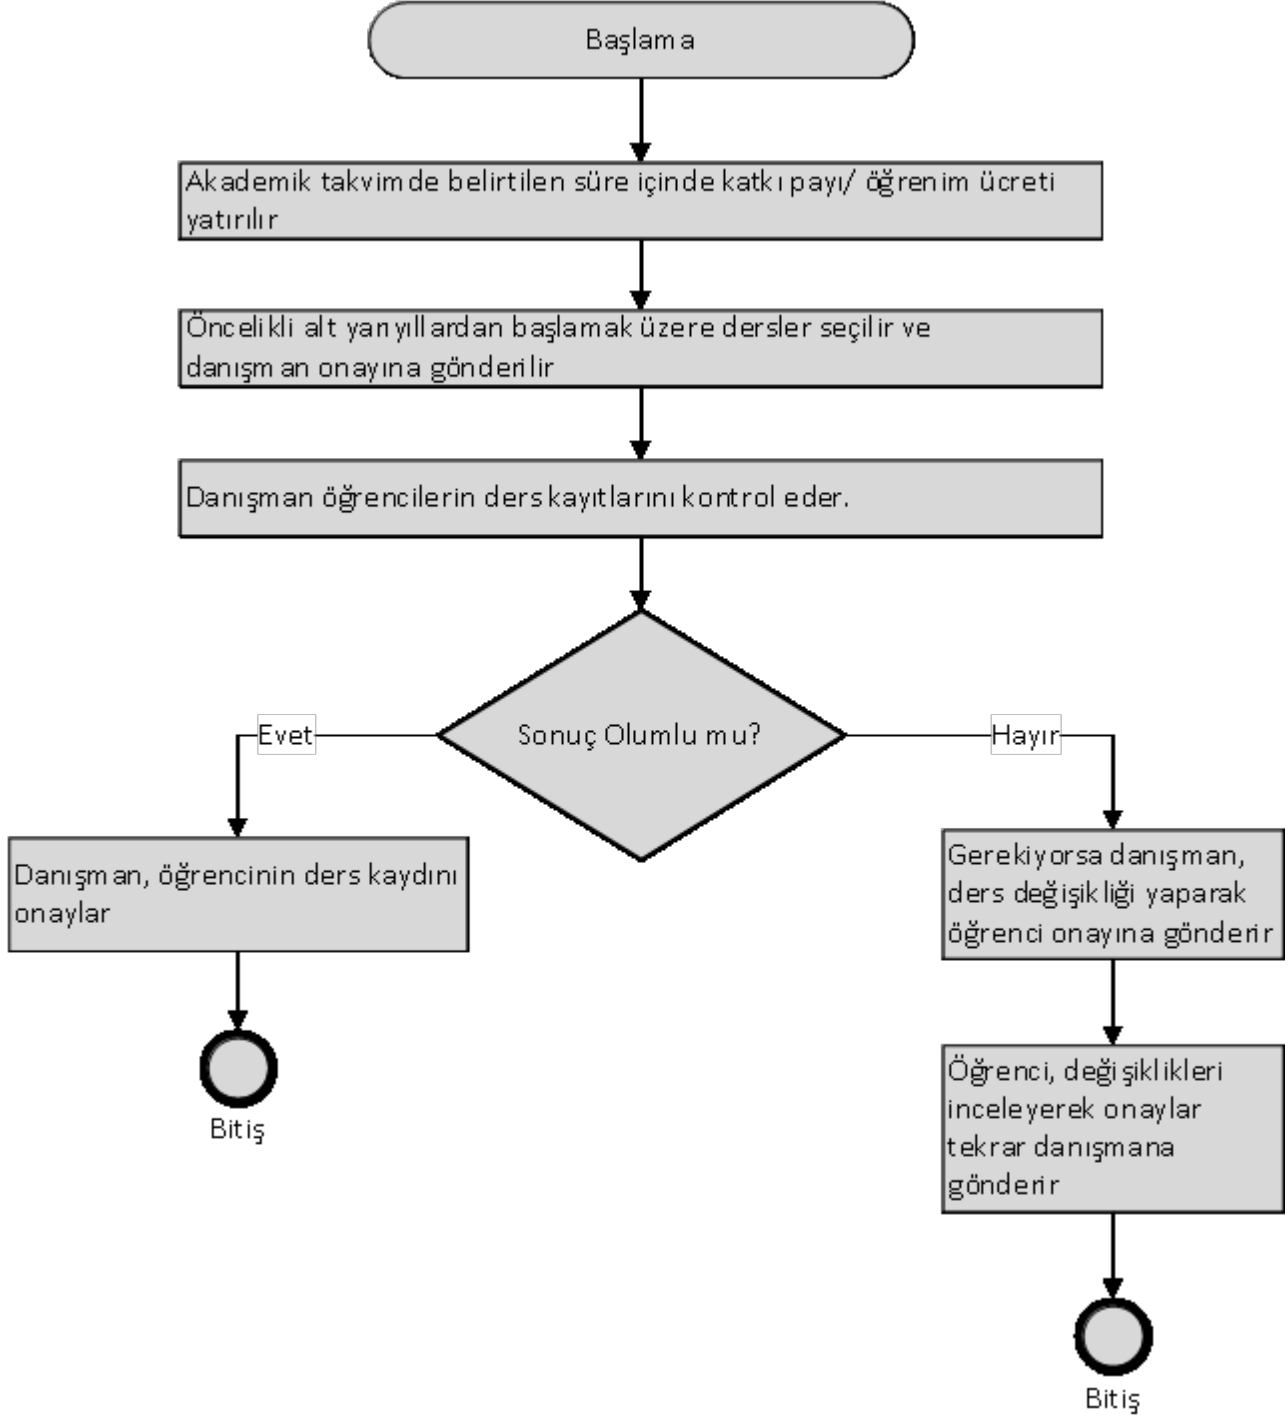 Başlama
Akademik takvimde belirtilen süre içinde katkı payı/ öğrenim ücreti
yatırılır
Öncelikli alt yarıyıllardan başlamak üzere dersler seçilir ve
danışman onayına gönderilir
Danışman öğrencilerin ders kayıtlarını kontrol eder.
Sonuç Olumlu mu?
Evet
Hayır
Danışman, öğrencinin ders kaydını
onaylar
Bitiş
Gerekiyorsa danışman,
ders değişikliği yaparak
öğrenci onayına gönderir
Öğrenci, değişiklikleri
inceleyerek onaylar
tekrar danışmana
gönderir
Bitiş